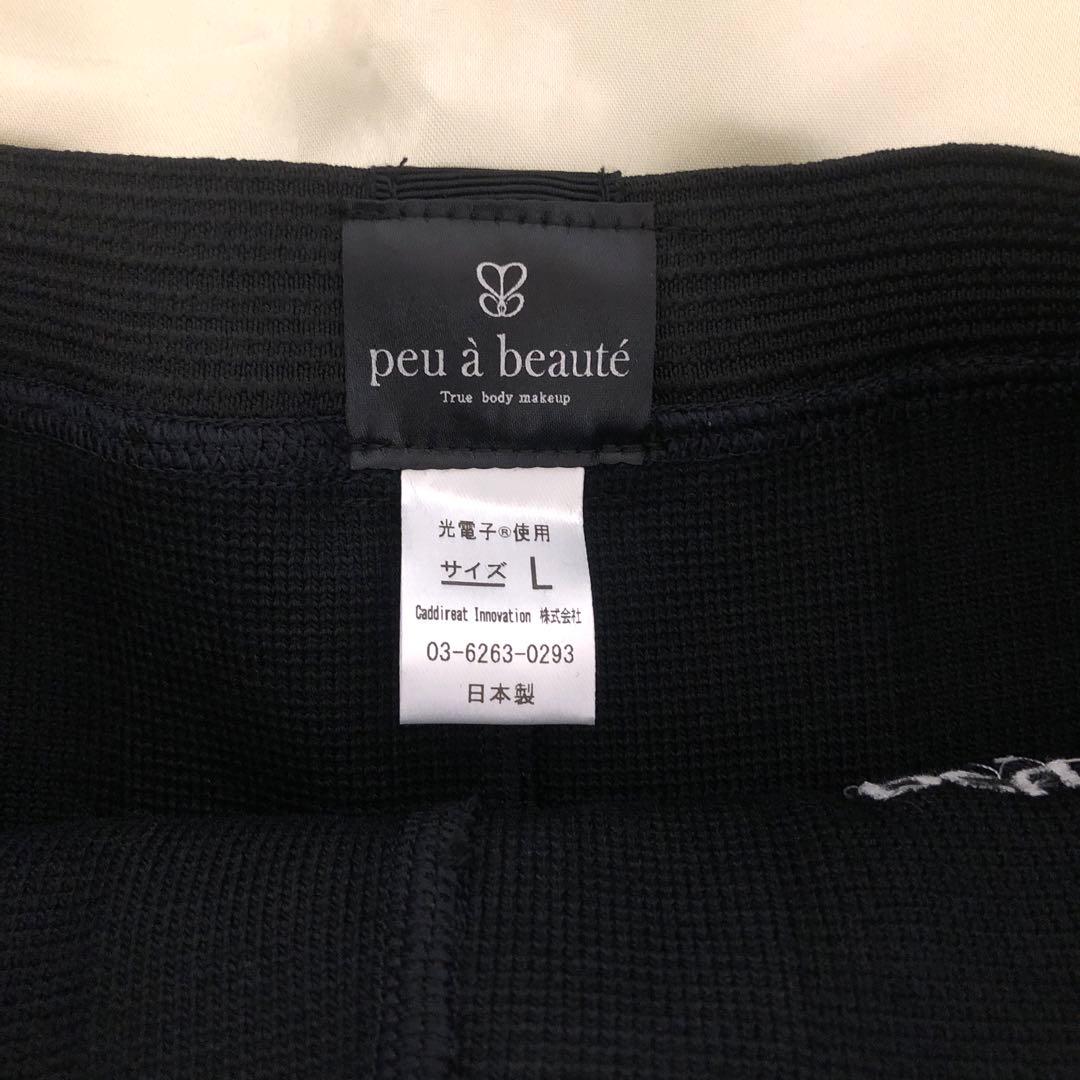 peu à beauté
True body makeup
光電子®使用
サイズ L
Caddireat Innovation 株式会社
03-6263-0293
日本製